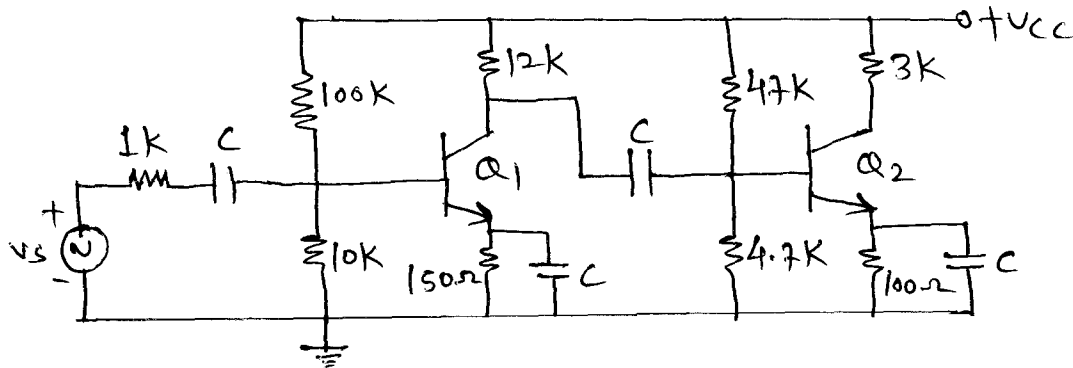 +VCC
12K
3K
100K
47K
1K
C
C
Q1
Q2
+
vs
-
10K
150Ω
C
4.7K
100Ω
C